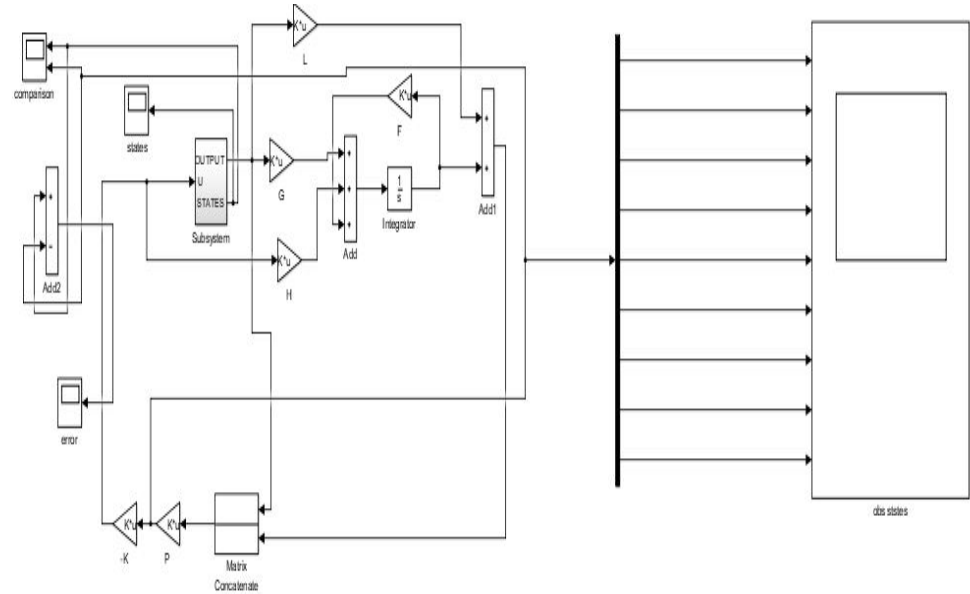 K*u
L
comparison
K*u
F
states
+
+
Add1
OUTPUT
U
STATES
Subsystem
K*u
G
+
+
+
Add
1
s
Integrator
+
=
Add2
K*u
H
error
K*u
-K
K*u
P
Matrix
Concatenate
obs ststes